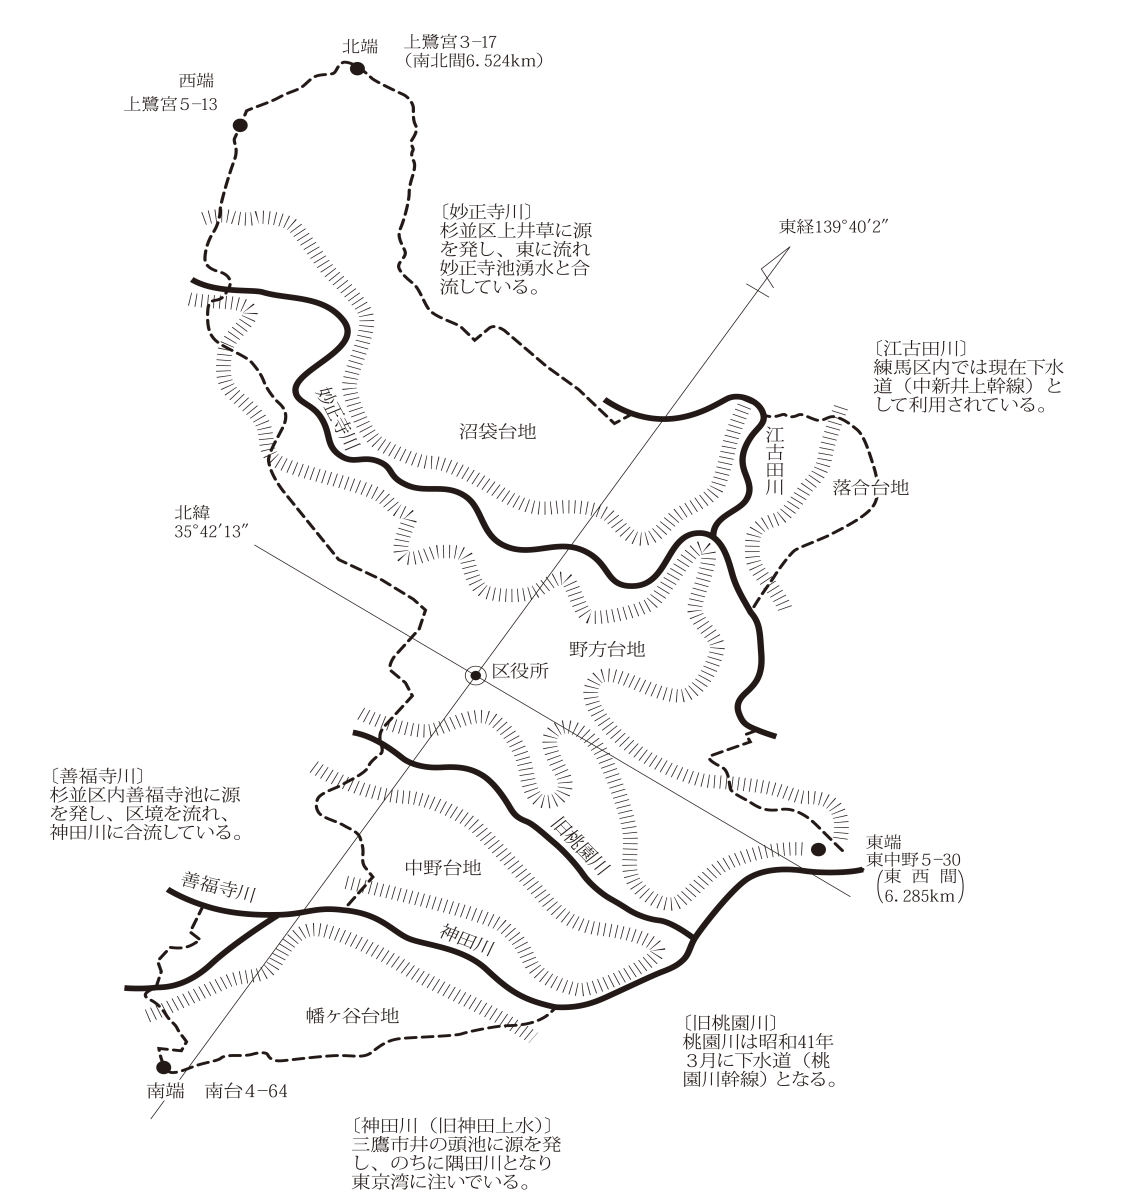 北端
上鷺宮3−17
（南北間6.524km）
西端
上鷺宮5−13
〔妙正寺川〕
杉並区上井草に源
を発し、東に流れ
妙正寺池湧水と合
流している。
東経139°40′2″
〔江古田川〕
練馬区内では現在下水
道（中新井上幹線）と
して利用されている。
妙正寺川
沼袋台地
江古田川
落合台地
北緯
35°42′13″
野方台地
区役所
〔善福寺川〕
杉並区内善福寺池に源
を発し、区境を流れ、
神田川に合流している。
旧桃園川
東端
東中野5−30
（東西間
6.285km）
中野台地
善福寺川
神田川
幡ヶ谷台地
〔旧桃園川〕
桃園川は昭和41年
3月に下水道（桃
園川幹線）となる。
南端　南台4−64
〔神田川（旧神田上水）〕
三鷹市井の頭池に源を発
し、のちに隅田川となり
東京湾に注いでいる。